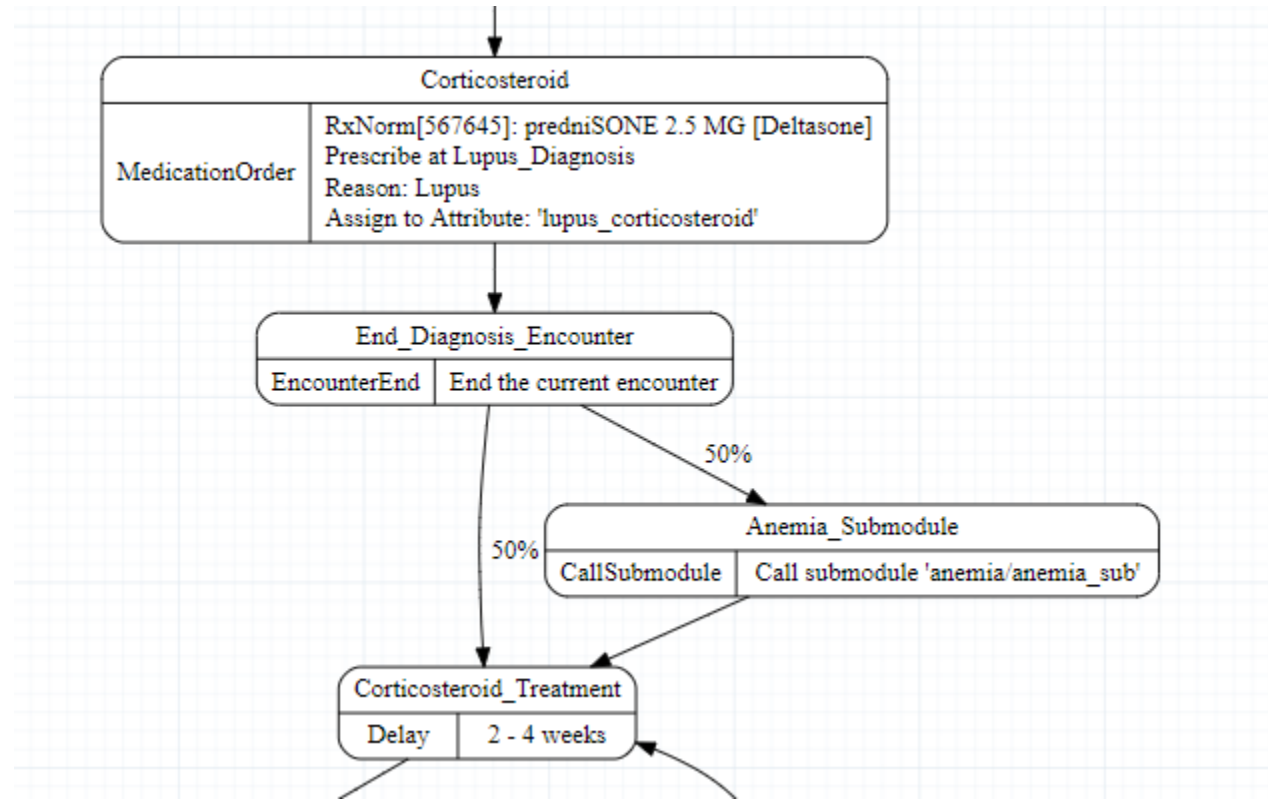 Corticosteroid
MedicationOrder
RxNorm[567645]: predniSONE 2.5 MG [Deltasone]
Prescribe at Lupus_Diagnosis
Reason: Lupus
Assign to Attribute: 'lupus_corticosteroid'
End_Diagnosis_Encounter
EncounterEnd
End the current encounter
50%
50%
Anemia_Submodule
CallSubmodule
Call submodule 'anemia/anemia_sub'
Corticosteroid_Treatment
Delay
2 - 4 weeks